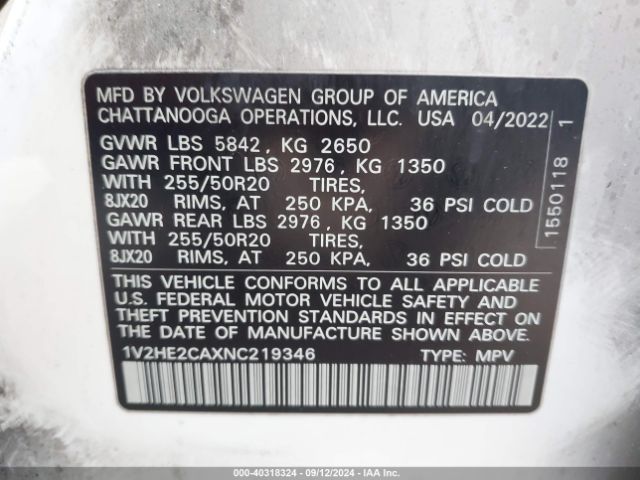 MFD BY VOLKSWAGEN GROUP OF AMERICA
CHATTANOOGA OPERATIONS, LLC. USA 04/2022
GVWR LBS 5842, KG 2650
GAWR FRONT LBS 2976, KG 1350
WITH 255/50R20 TIRES,
8JX20 RIMS, AT 250 KPA, 36 PSI COLD
GAWR REAR LBS 2976, KG 1350
WITH 255/50R20 TIRES,
8JX20 RIMS, AT 250 KPA, 36 PSI COLD
THIS VEHICLE CONFORMS TO ALL APPLICABLE
U.S. FEDERAL MOTOR VEHICLE SAFETY AND
THEFT PREVENTION STANDARDS IN EFFECT ON
THE DATE OF MANUFACTURE SHOWN ABOVE.
1V2HE2CAXNC219346 TYPE: MPV
1550118 1
000-40318324 - 09/12/2024 - IAA Inc.